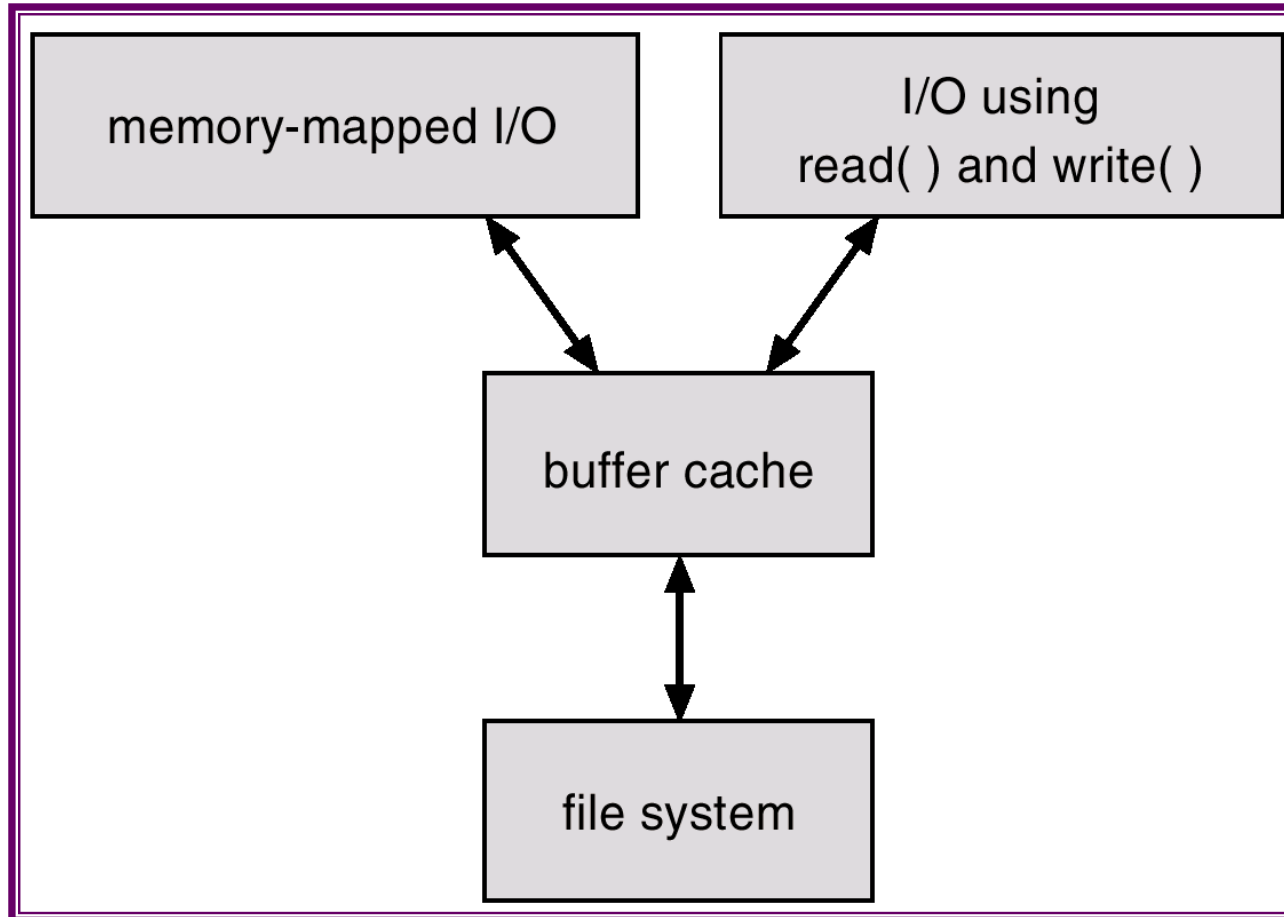 memory-mapped I/O
I/O using
read( ) and write( )
buffer cache
file system